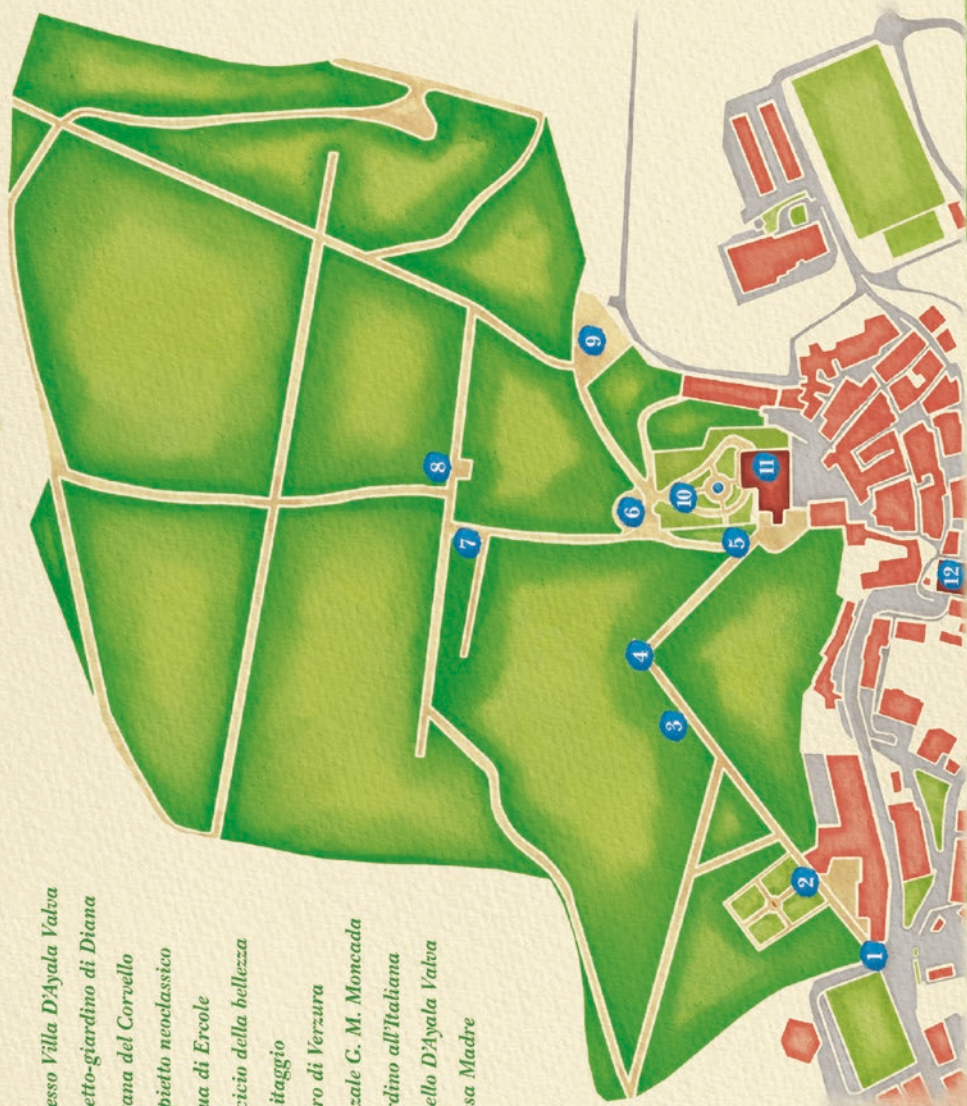 esso Villa D'Ayala Valva
etto-giardino di Diana
ana del Corvello
bietto neoclassico
ua di Ercole
cicio della bellezza
itaggio
ro di Verzura
zale G. M. Moncada
rdino all'Italiana
ello D'Ayala Valva
sa Madre
1
2
3
4
5
6
7
8
9
10
11
12